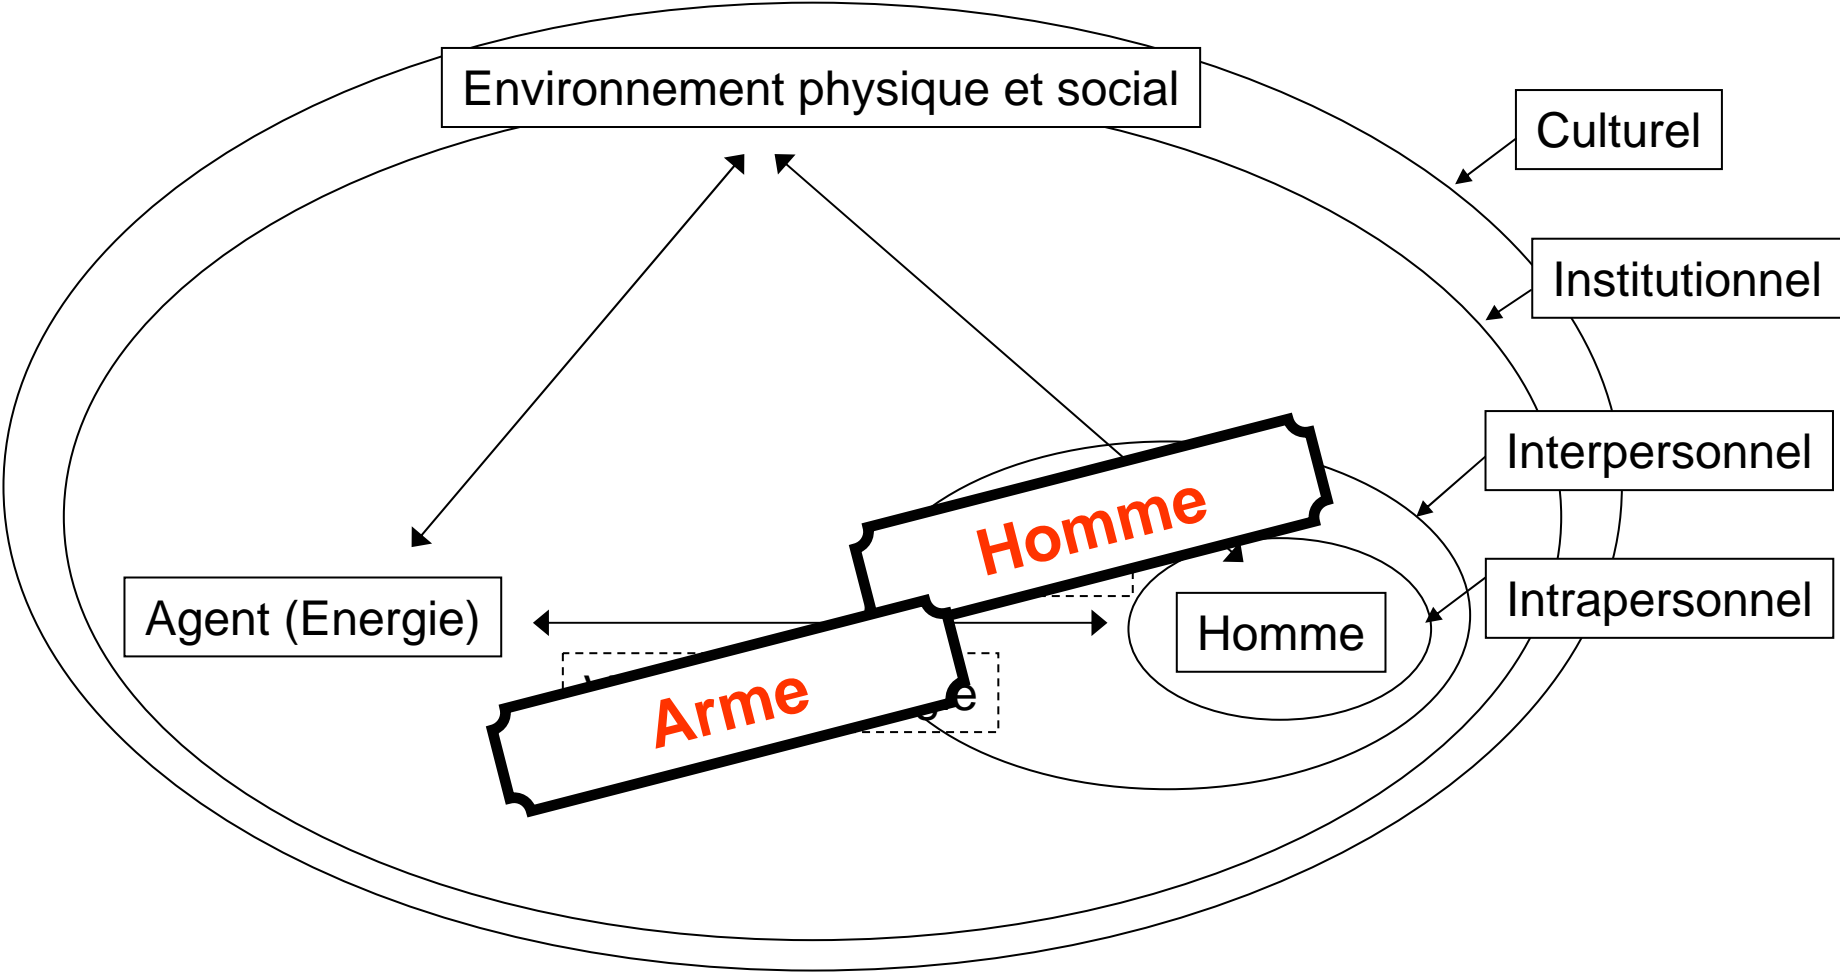 Environnement physique et social
Culturel
Institutionnel
Interpersonnel
Homme
Agent (Energie)
Homme
Intrapersonnel
Arme